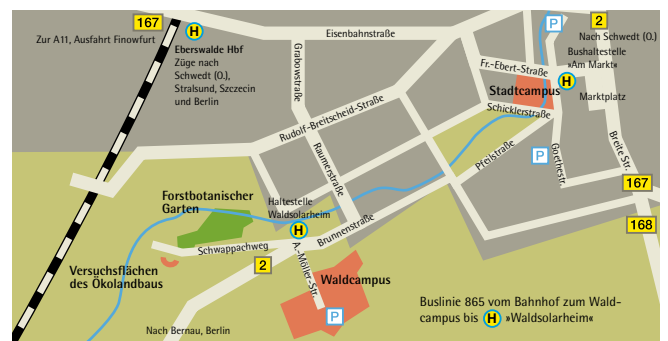 167
H
P
2
Zur A11, Ausfahrt Finowfurt
Eisenbahnstraße
Nach Schwedt (O.)
Eberswalde Hbf
Züge nach
Schwedt (O.),
Stralsund, Szczecin
und Berlin
Grabowstraße
Fr.-Ebert-Straße
Bushaltestelle
»Am Markt«
H
Stadtcampus
Marktplatz
Schicklerstraße
Rudolf-Breitscheid-Straße
Breite Str.
Raumerstraße
Pfeilstraße
P
Goethestr.
167
Forstbotanischer
Garten
Haltestelle
Waldsolarheim
168
H
Brunnenstraße
Schwappachweg
2
A.-Möller-Str.
Versuchsflächen
des Ökolandbaus
Waldcampus
P
Nach Bernau, Berlin
Buslinie 865 vom Bahnhof zum Wald-
campus bis H »Waldsolarheim«